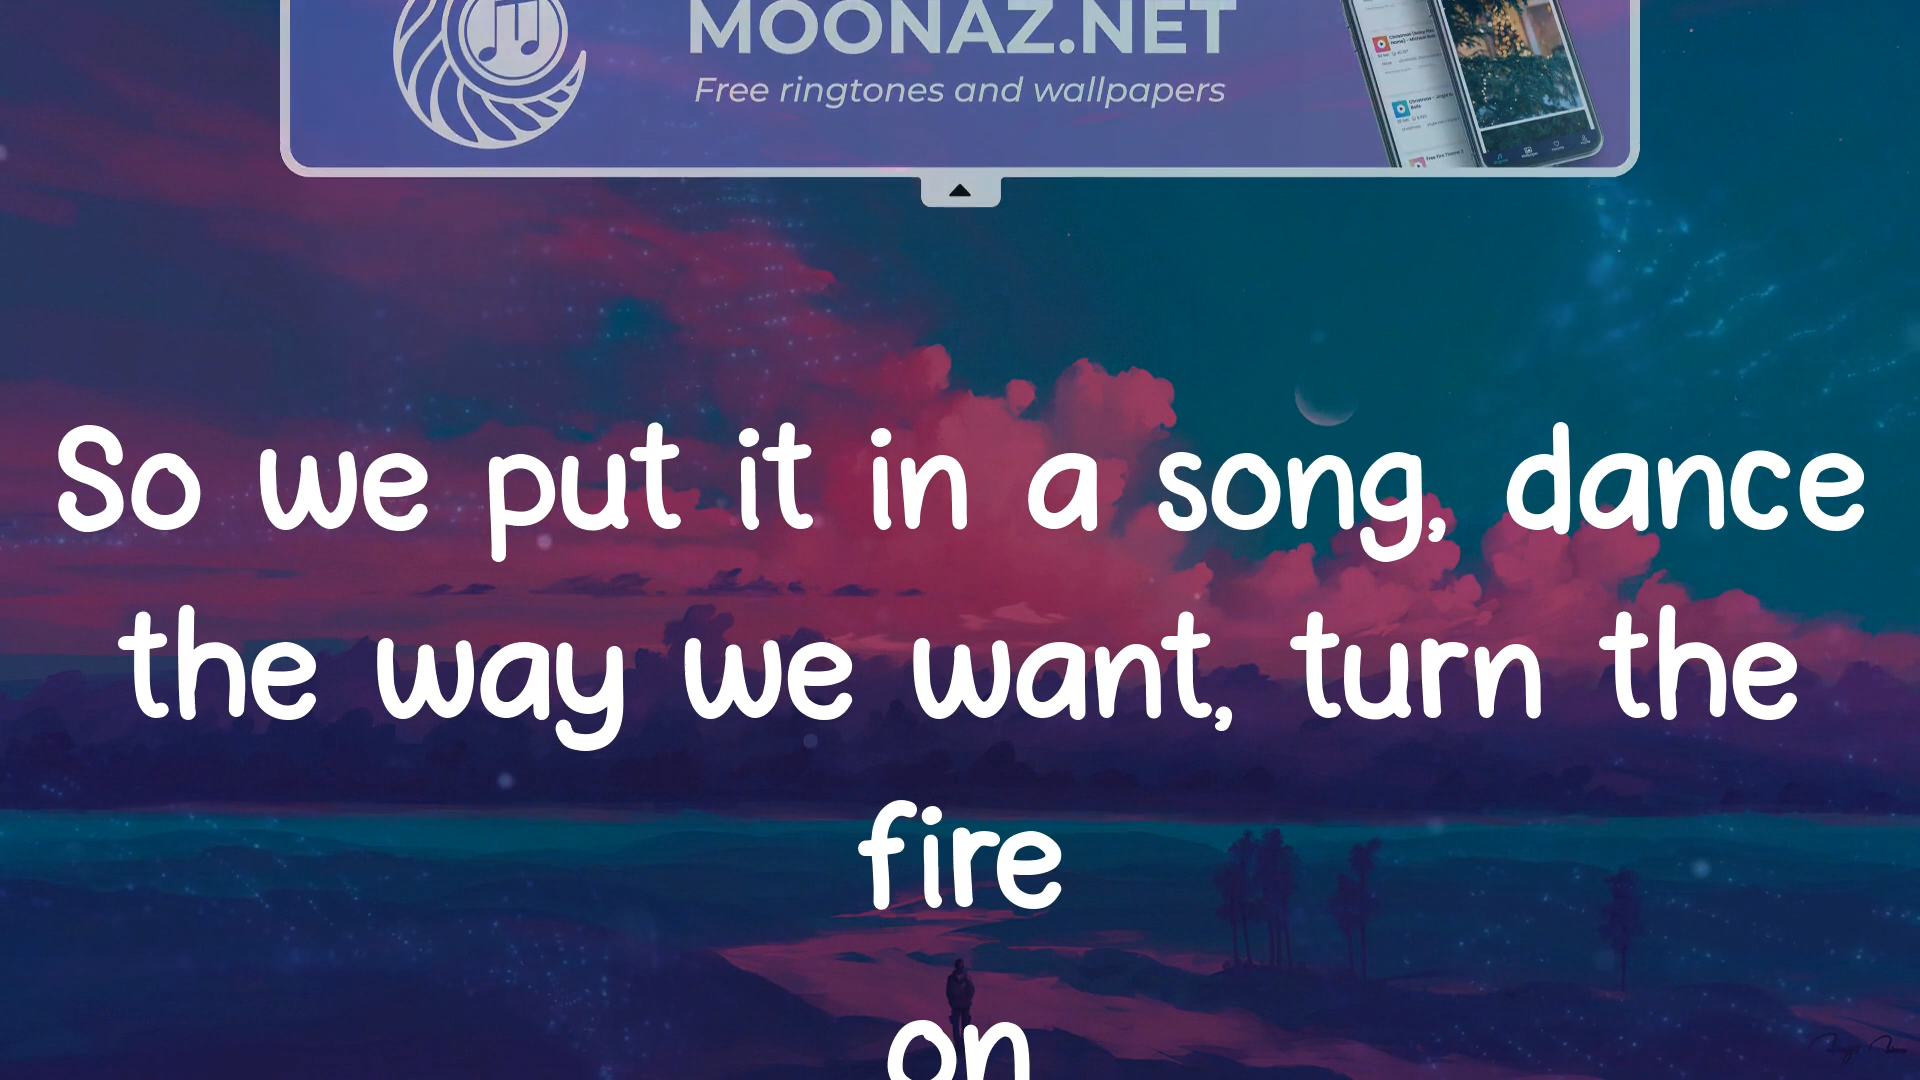 MOONAZ.NET
Free ringtones and wallpapers
So we put it in a song, dance
the way we want, turn the
fire
on